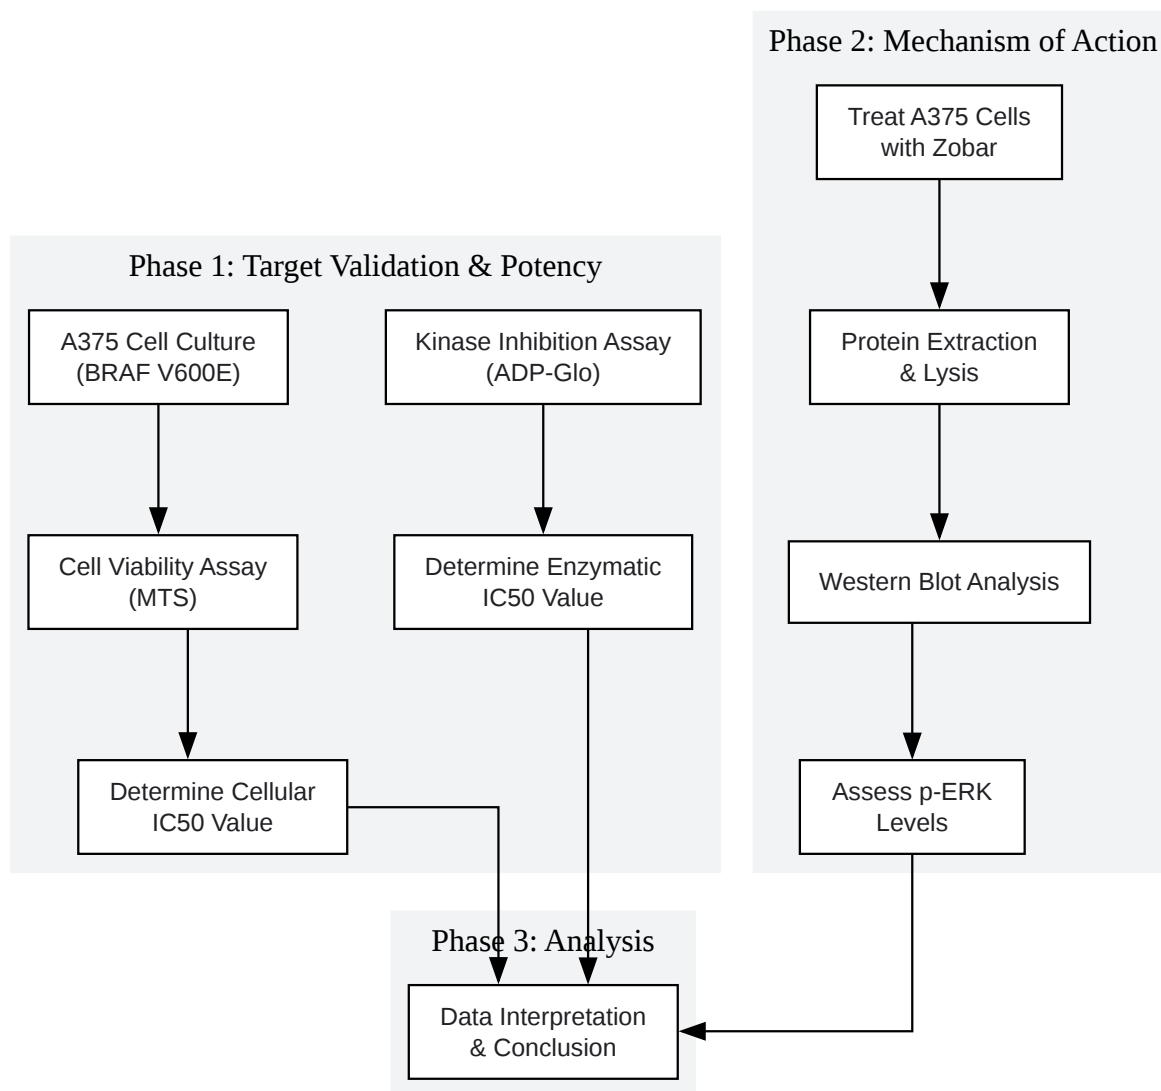 Phase 2: Mechanism of Action
Treat A375 Cells
with Zobar
Phase 1: Target Validation & Potency
A375 Cell Culture
(BRAF V600E)
Kinase Inhibition Assay
(ADP-Glo)
Protein Extraction
& Lysis
Cell Viability Assay
(MTS)
Determine Enzymatic
IC50 Value
Western Blot Analysis
Determine Cellular
IC50 Value
Assess p-ERK
Levels
Phase 3: Analysis
Data Interpretation
& Conclusion